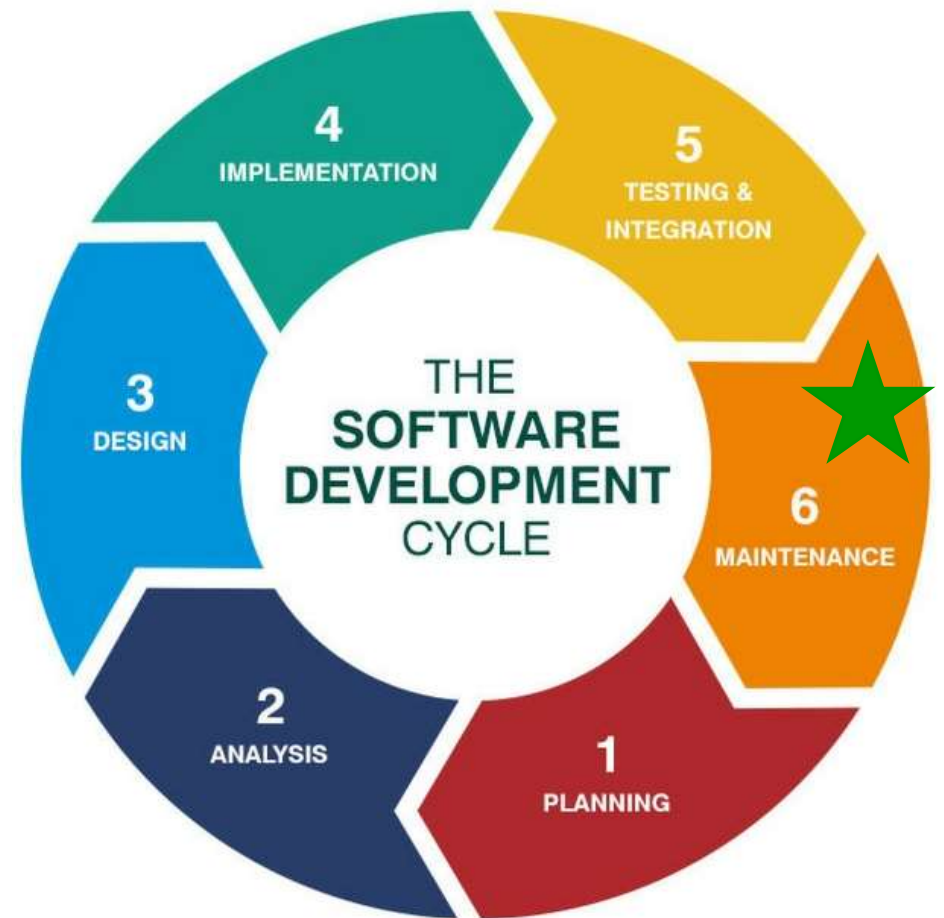 4
IMPLEMENTATION
5
TESTING &
INTEGRATION
3
DESIGN
THE
SOFTWARE
DEVELOPMENT
CYCLE
6
MAINTENANCE
2
ANALYSIS
1
PLANNING